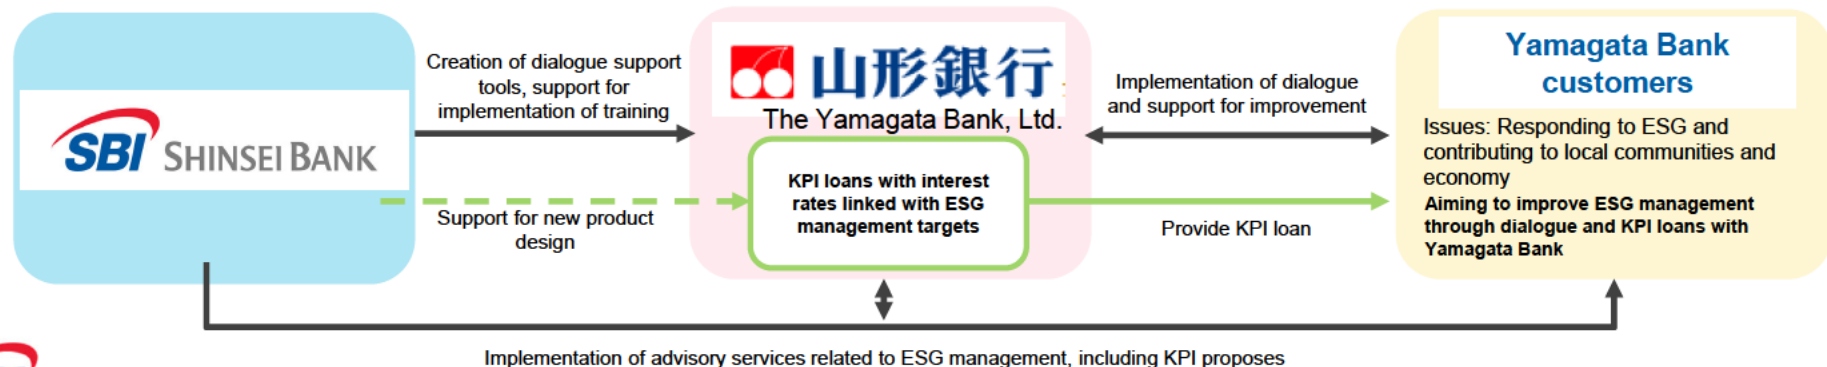 SBI SHINSEI BANK
Creation of dialogue support
tools, support for
implementation of training
Support for new product
design
山形銀行
The Yamagata Bank, Ltd.
KPI loans with interest
rates linked with ESG
management targets
Implementation of dialogue
and support for improvement
Provide KPI loan
Yamagata Bank
customers
Issues: Responding to ESG and
contributing to local communities and
economy
Aiming to improve ESG management
through dialogue and KPI loans with
Yamagata Bank
Implementation of advisory services related to ESG management, including KPI proposes